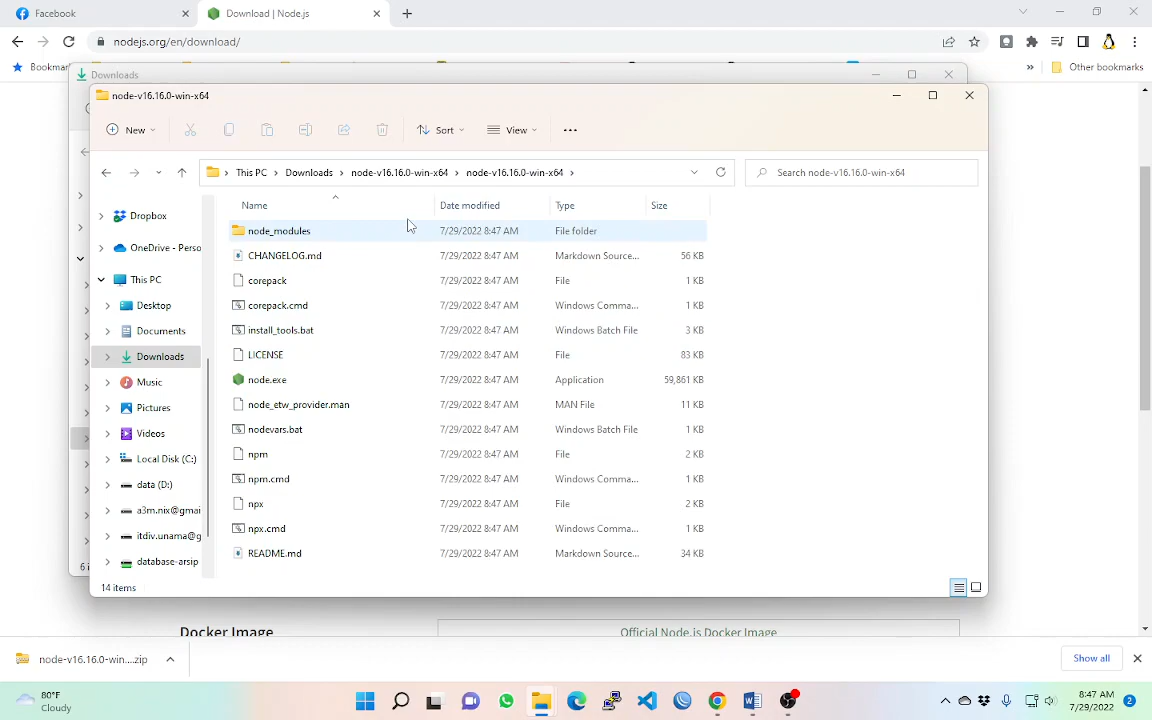 Facebook
Download | Node.js
nodejs.org/en/download/
Bookmar
» Other bookmarks
Downloads
node-v16.16.0-win-x64
New
Sort
View
This PC > Downloads > node-v16.16.0-win-x64 > node-v16.16.0-win-x64 >
Search node-v16.16.0-win-x64
Name Date modified Type Size
Dropbox
OneDrive - Perso
This PC
Desktop
Documents
Downloads
Music
Pictures
Videos
Local Disk (C:)
data (D:)
a3m.nix@gmai
itdiv.unama@g
database-arsip
node_modules 7/29/2022 8:47 AM File folder
CHANGELOG.md 7/29/2022 8:47 AM Markdown Source... 56 KB
corepack 7/29/2022 8:47 AM File 1 KB
corepack.cmd 7/29/2022 8:47 AM Windows Comma... 1 KB
install_tools.bat 7/29/2022 8:47 AM Windows Batch File 3 KB
LICENSE 7/29/2022 8:47 AM File 83 KB
node.exe 7/29/2022 8:47 AM Application 59,861 KB
node_etw_provider.man 7/29/2022 8:47 AM MAN File 11 KB
nodevars.bat 7/29/2022 8:47 AM Windows Batch File 1 KB
npm 7/29/2022 8:47 AM File 2 KB
npm.cmd 7/29/2022 8:47 AM Windows Comma... 1 KB
npx 7/29/2022 8:47 AM File 2 KB
npx.cmd 7/29/2022 8:47 AM Windows Comma... 1 KB
README.md 7/29/2022 8:47 AM Markdown Source... 34 KB
6 i
14 items
Docker Image Official Node.js Docker Image
node-v16.16.0-win....zip
Show all
80°F
Cloudy
8:47 AM
7/29/2022
2